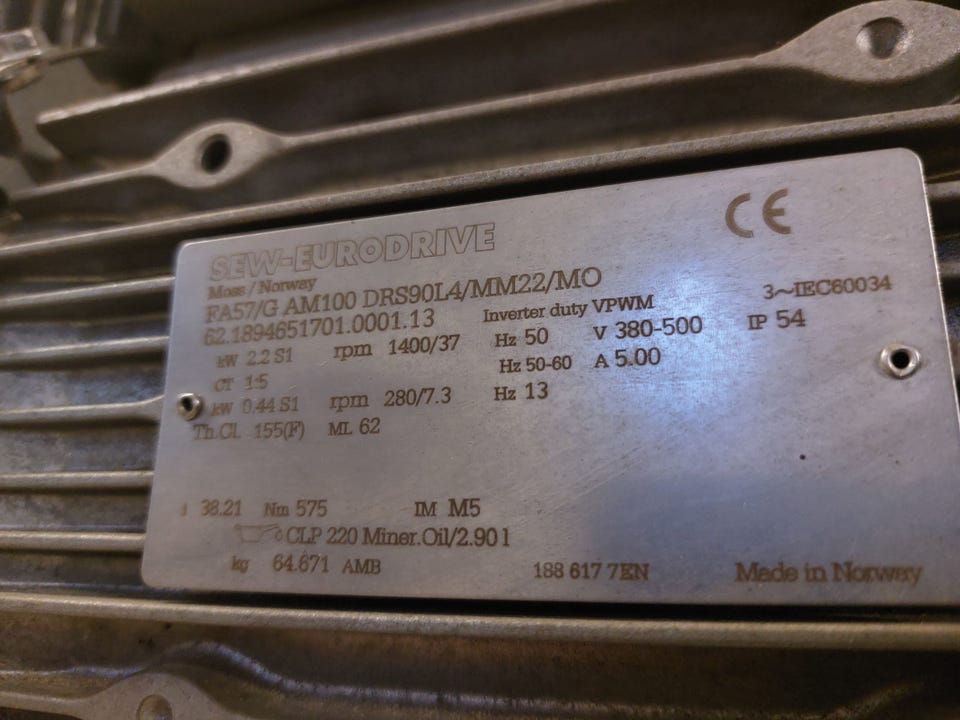 SEW-EURODRIVE
CE
Moss / Norway
FA57/G AM100 DRS90L4/MM22/MO
3~IEC60034
62.1894651701.0001.13 Inverter duty VPWM
kW 2.2 S1 rpm 1400/37 Hz 50 V 380-500 IP 54
CT 1:5 Hz 50-60 A 5.00
kW 0.44 S1 rpm 280/7.3 Hz 13
Th.Cl. 155(F) ML 62
i 38.21 Nm 575 IM M5
CLP 220 Miner.Oil/2.90 l
kg 64.671 AMB 188 617 7EN Made in Norway